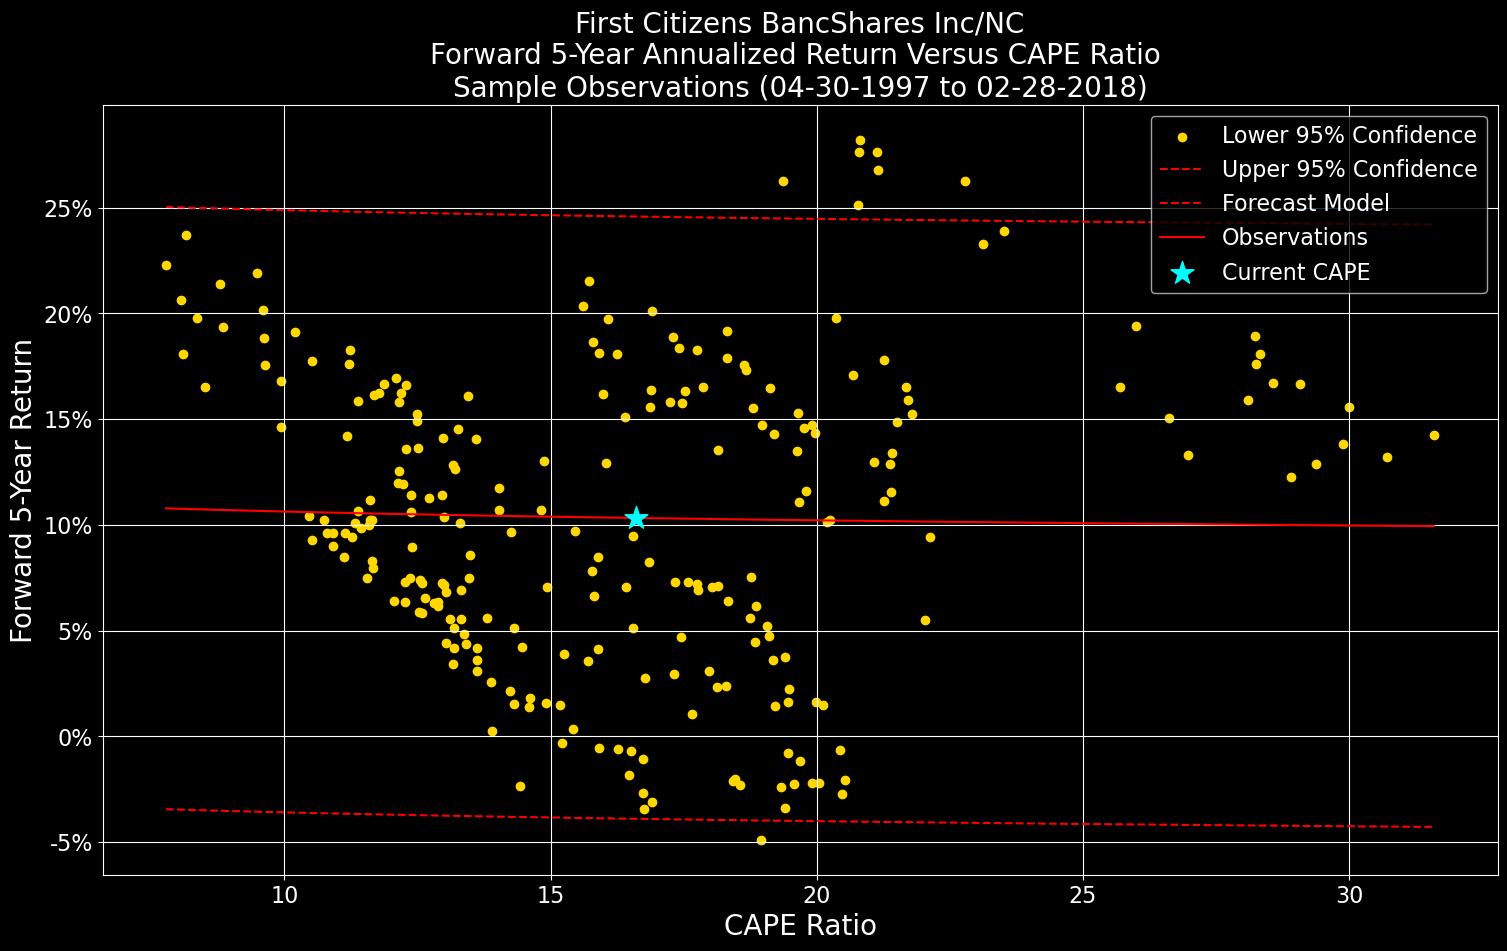 First Citizens BancShares Inc/NC
Forward 5-Year Annualized Return Versus CAPE Ratio
Sample Observations (04-30-1997 to 02-28-2018)
Lower 95% Confidence
Upper 95% Confidence
Forecast Model
Observations
Current CAPE
Forward 5-Year Return
25%
20%
15%
10%
5%
0%
-5%
10 15 20 25 30
CAPE Ratio